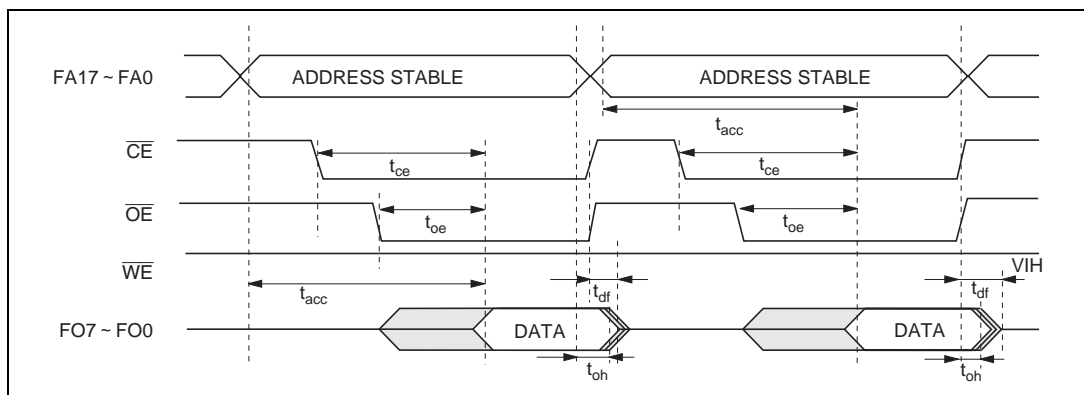 FA17 ~ FA0
ADDRESS STABLE
ADDRESS STABLE
tacc
CE
tce
tce
OE
toe
toe
WE
VIH
tacc
tdf
tdf
FO7 ~ FO0
DATA
DATA
toh
toh